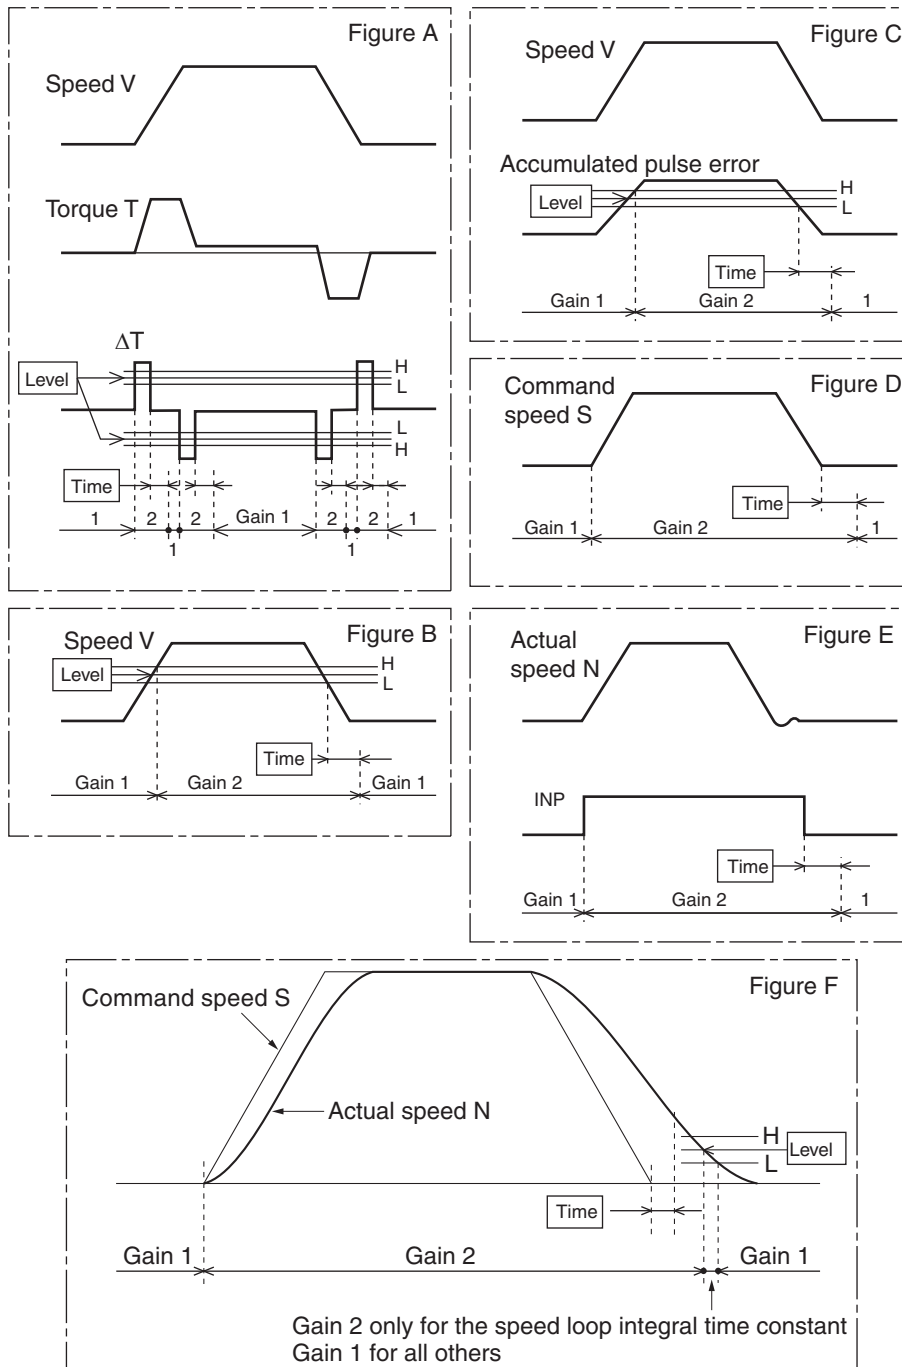 Figure A
Speed V
Torque T
ΔT
H
L
Level
L
H
Time
1 2 2 Gain 1 2 2 1
1 1
Figure B
Speed V
H
Level
L
Time
Gain 1 Gain 2 Gain 1
Figure C
Speed V
Accumulated pulse error
H
Level
L
Time
Gain 1 Gain 2 1
Figure D
Command
speed S
Time
Gain 1 Gain 2 1
Figure E
Actual
speed N
INP
Time
Gain 1 Gain 2 1
Figure F
Command speed S
Actual speed N
H
Level
L
Time
Gain 1 Gain 2 Gain 1
Gain 2 only for the speed loop integral time constant
Gain 1 for all others